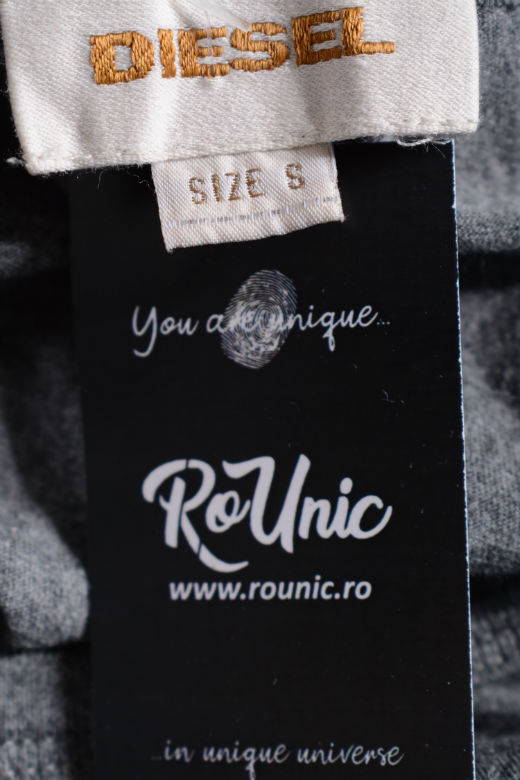 DIESEL
SIZE S
You are unique...
RoUnic
www.rounic.ro
...in unique universe